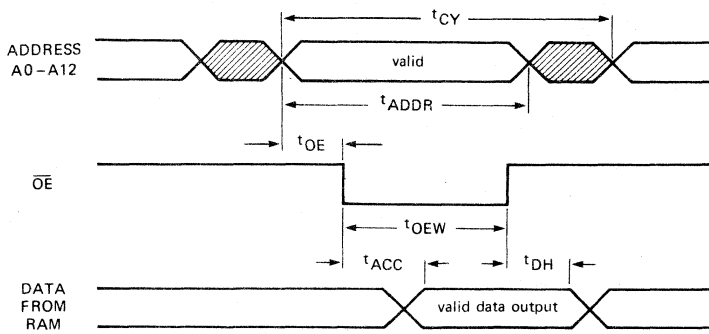 tCY
ADDRESS
A0–A12
valid
tADDR
tOE
OE
tOEW
tACC
tDH
DATA
FROM
RAM
valid data output